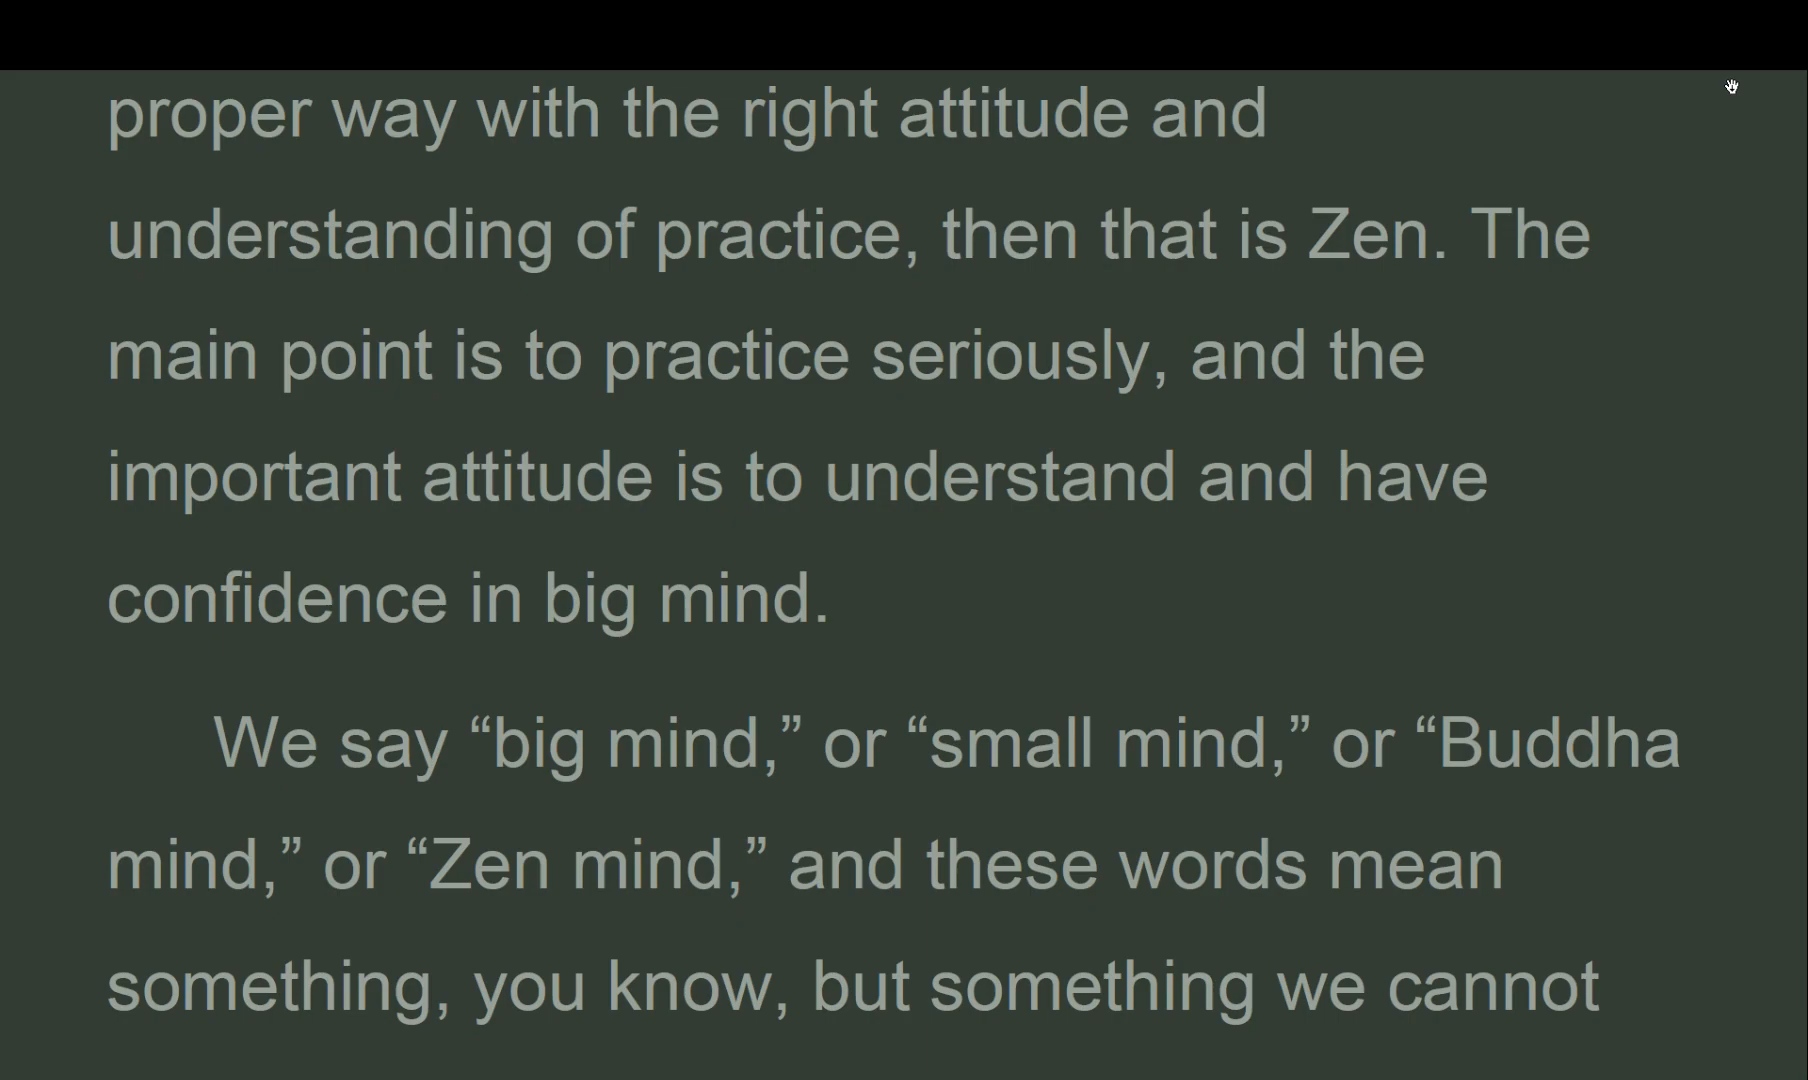 proper way with the right attitude and
understanding of practice, then that is Zen. The
main point is to practice seriously, and the
important attitude is to understand and have
confidence in big mind.
We say “big mind,” or “small mind,” or “Buddha
mind,” or “Zen mind,” and these words mean
something, you know, but something we cannot